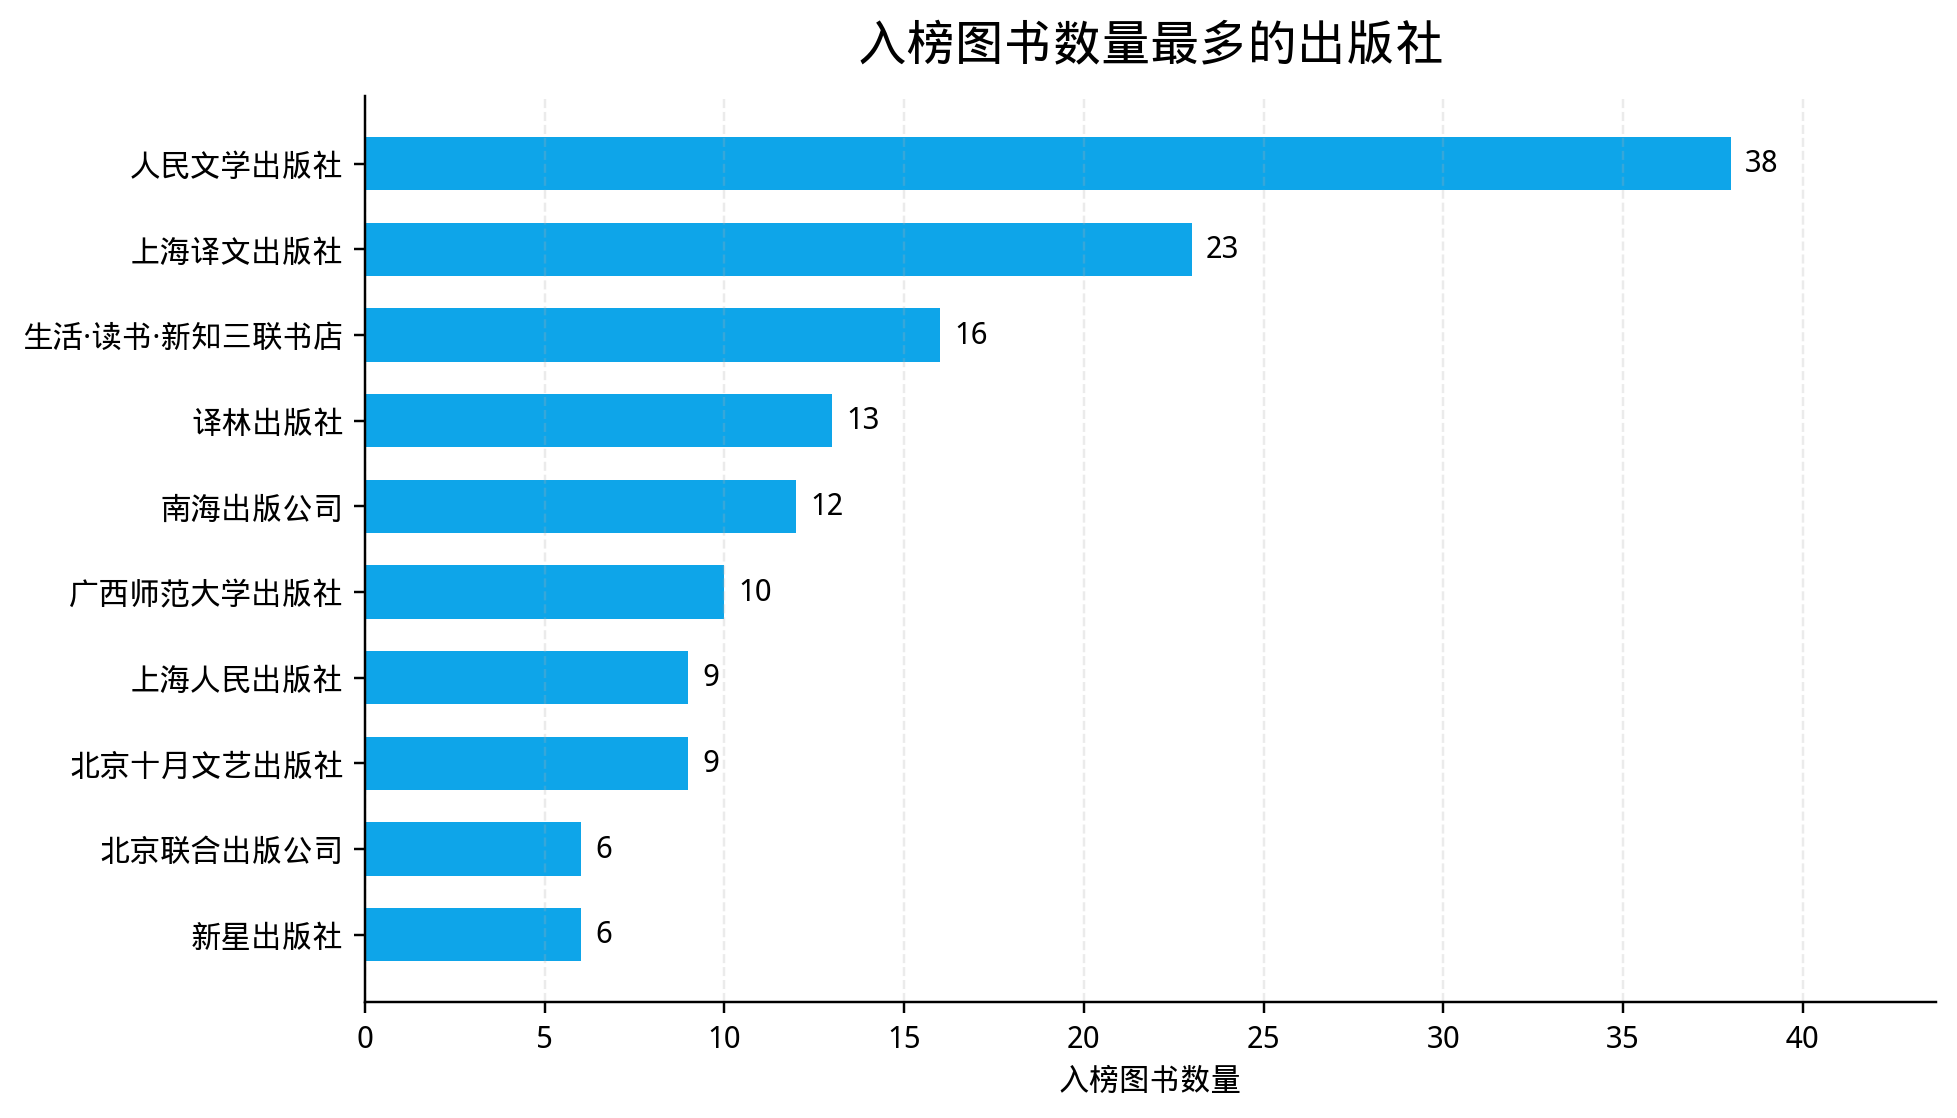 入榜图书数量最多的出版社
人民文学出版社 38
上海译文出版社 23
生活·读书·新知三联书店 16
译林出版社 13
南海出版公司 12
广西师范大学出版社 10
上海人民出版社 9
北京十月文艺出版社 9
北京联合出版公司 6
新星出版社 6
0 5 10 15 20 25 30 35 40
入榜图书数量